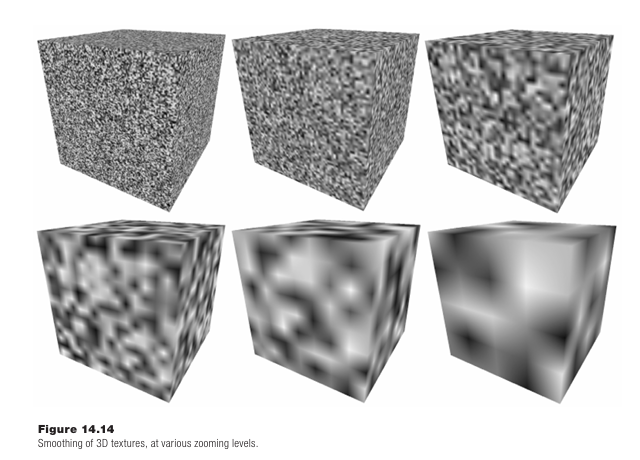 Figure 14.14
Smoothing of 3D textures, at various zooming levels.